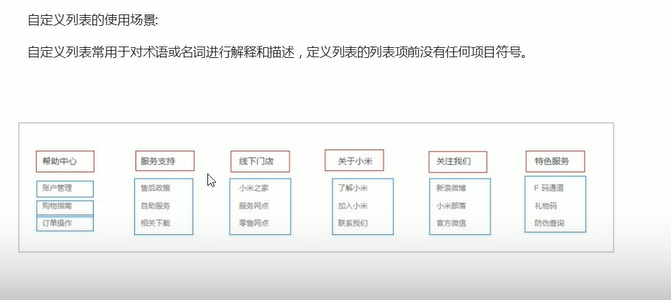 自定义列表的使用场景:
自定义列表常用于对术语或名词进行解释和描述，定义列表的列表项前没有任何项目符号。
帮助中心 服务支持 线下门店 关于小米 关注我们 特色服务
账户管理 售后政策 小米之家 了解小米 新浪微博 F 码通道
购物指南 自助服务 服务网点 加入小米 小米部落 礼物码
订单操作 相关下载 零售网点 联系我们 官方微信 防伪查询